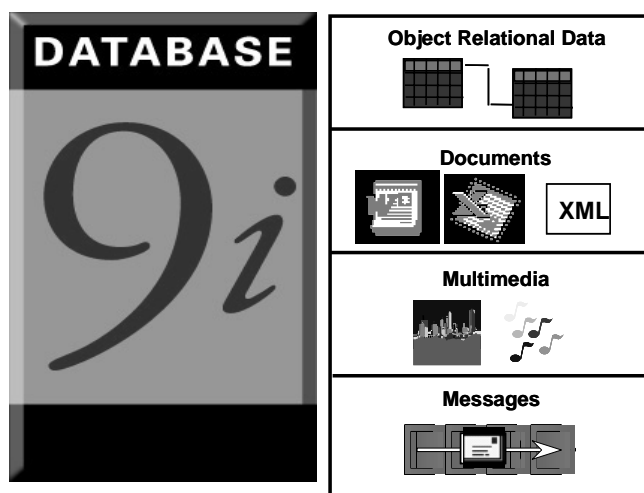 DATABASE
9i
Object Relational Data
Documents
XML
Multimedia
Messages